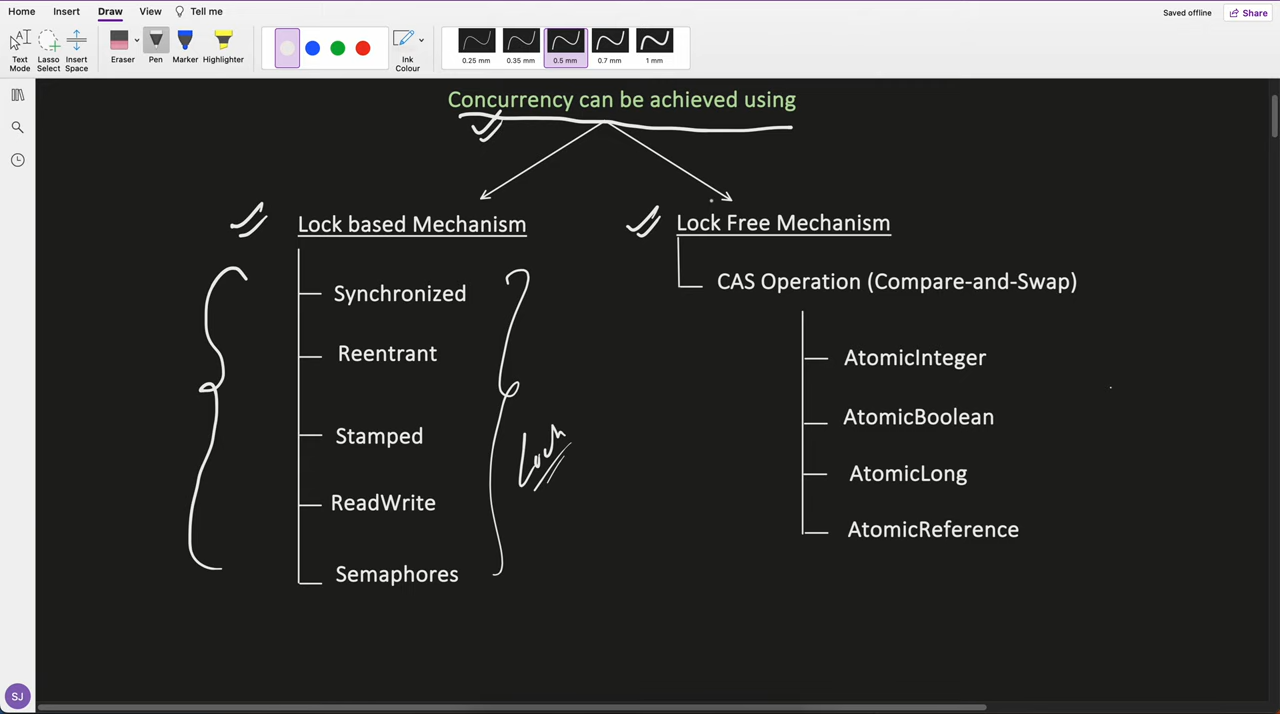 Home Insert Draw View Tell me
Saved offline Share
Text Mode
Lasso Select
Insert Space
Eraser
Pen
Marker
Highlighter
Ink Colour
0.25 mm
0.35 mm
0.5 mm
0.7 mm
1 mm
Concurrency can be achieved using
Lock based Mechanism
Synchronized
Reentrant
Stamped
ReadWrite
Semaphores
Lock
Lock Free Mechanism
CAS Operation (Compare-and-Swap)
AtomicInteger
AtomicBoolean
AtomicLong
AtomicReference
SJ